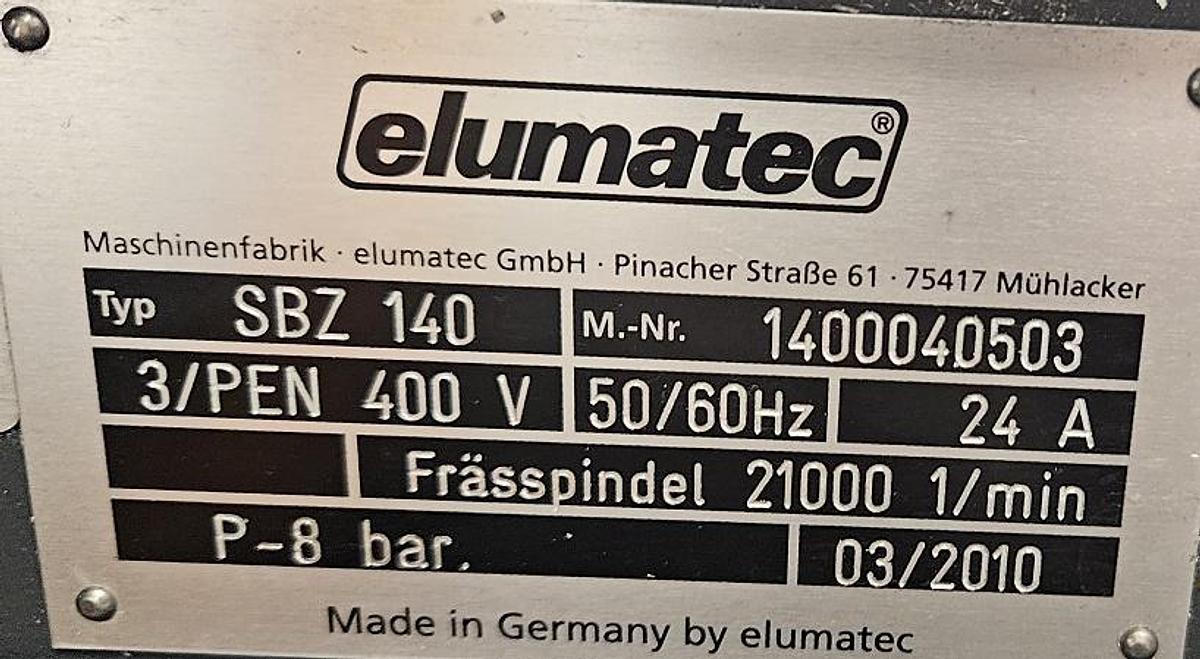 elumatec®
Maschinenfabrik · elumatec GmbH · Pinacher Straße 61 · 75417 Mühlacker
Typ SBZ 140 M.-Nr. 1400040503
3/PEN 400 V 50/60Hz 24 A
Frässpindel 21000 1/min
P-8 bar. 03/2010
Made in Germany by elumatec